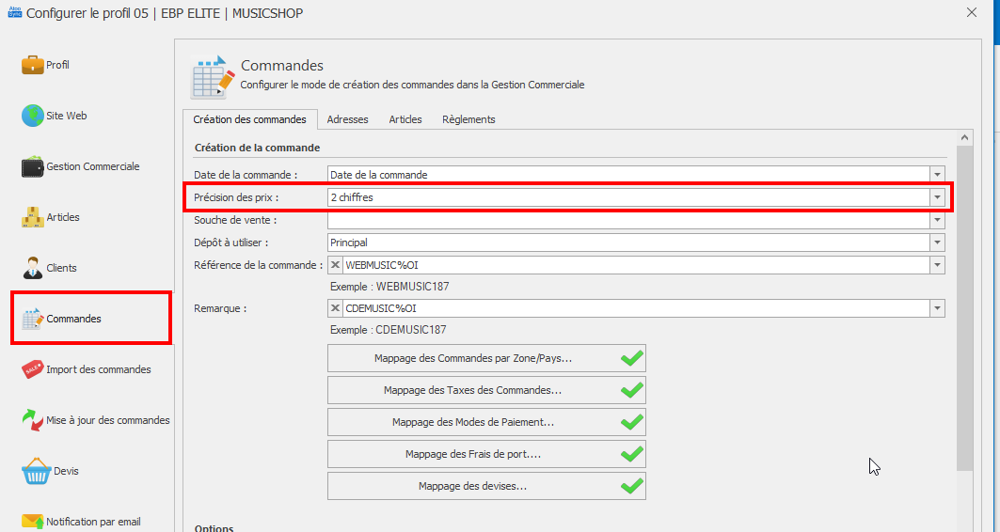 Atoo Sync Configurer le profil 05 | EBP ELITE | MUSICSHOP
Profil
Site Web
Gestion Commerciale
Articles
Clients
Commandes
SALE
Import des commandes
Mise à jour des commandes
Devis
Notification par email
Commandes
Configurer le mode de création des commandes dans la Gestion Commerciale
Création des commandes Adresses Articles Règlements
Création de la commande
Date de la commande : Date de la commande
Précision des prix : 2 chiffres
Souche de vente :
Dépôt à utiliser : Principal
Référence de la commande : WEBMUSIC%OI
Exemple : WEBMUSIC187
Remarque : CDEMUSIC%OI
Exemple : CDEMUSIC187
Mappage des Commandes par Zone/Pays...
Mappage des Taxes des Commandes...
Mappage des Modes de Paiement...
Mappage des Frais de port....
Mappage des devises...
Options